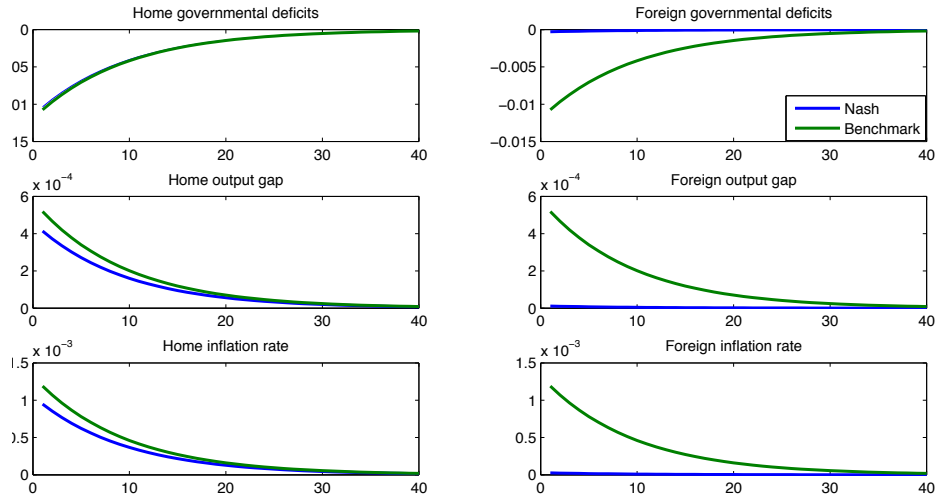 Home governmental deficits
0
05
01
15
0 10 20 30 40
Foreign governmental deficits
0
−0.005
−0.01
−0.015
0 10 20 30 40
Nash
Benchmark
x 10⁻⁴
Home output gap
6
4
2
0
0 10 20 30 40
x 10⁻⁴
Foreign output gap
6
4
2
0
0 10 20 30 40
x 10⁻³
Home inflation rate
1.5
1
0.5
0
0 10 20 30 40
x 10⁻³
Foreign inflation rate
1.5
1
0.5
0
0 10 20 30 40